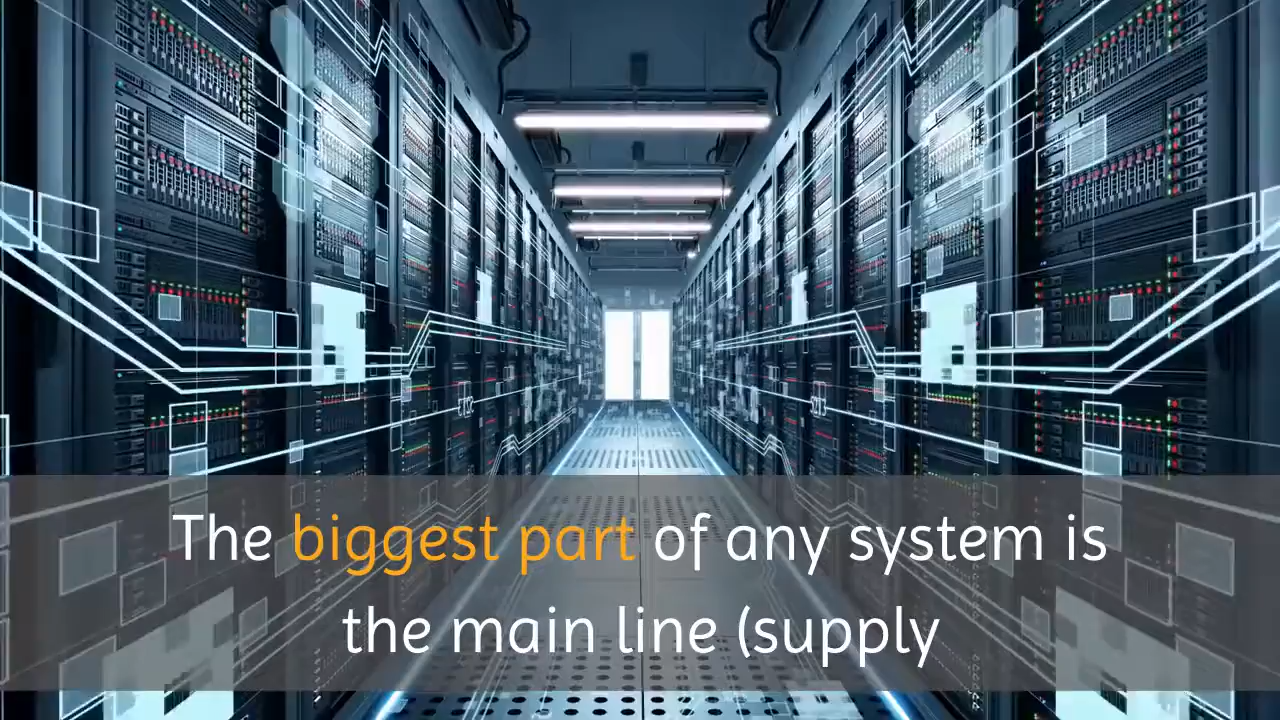 The biggest part of any system is
the main line (supply